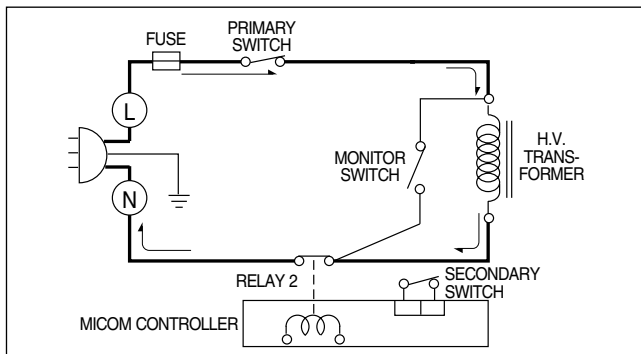 PRIMARY
SWITCH
FUSE
L
H.V.
TRANS-
FORMER
MONITOR
SWITCH
N
RELAY 2
SECONDARY
SWITCH
MICOM CONTROLLER